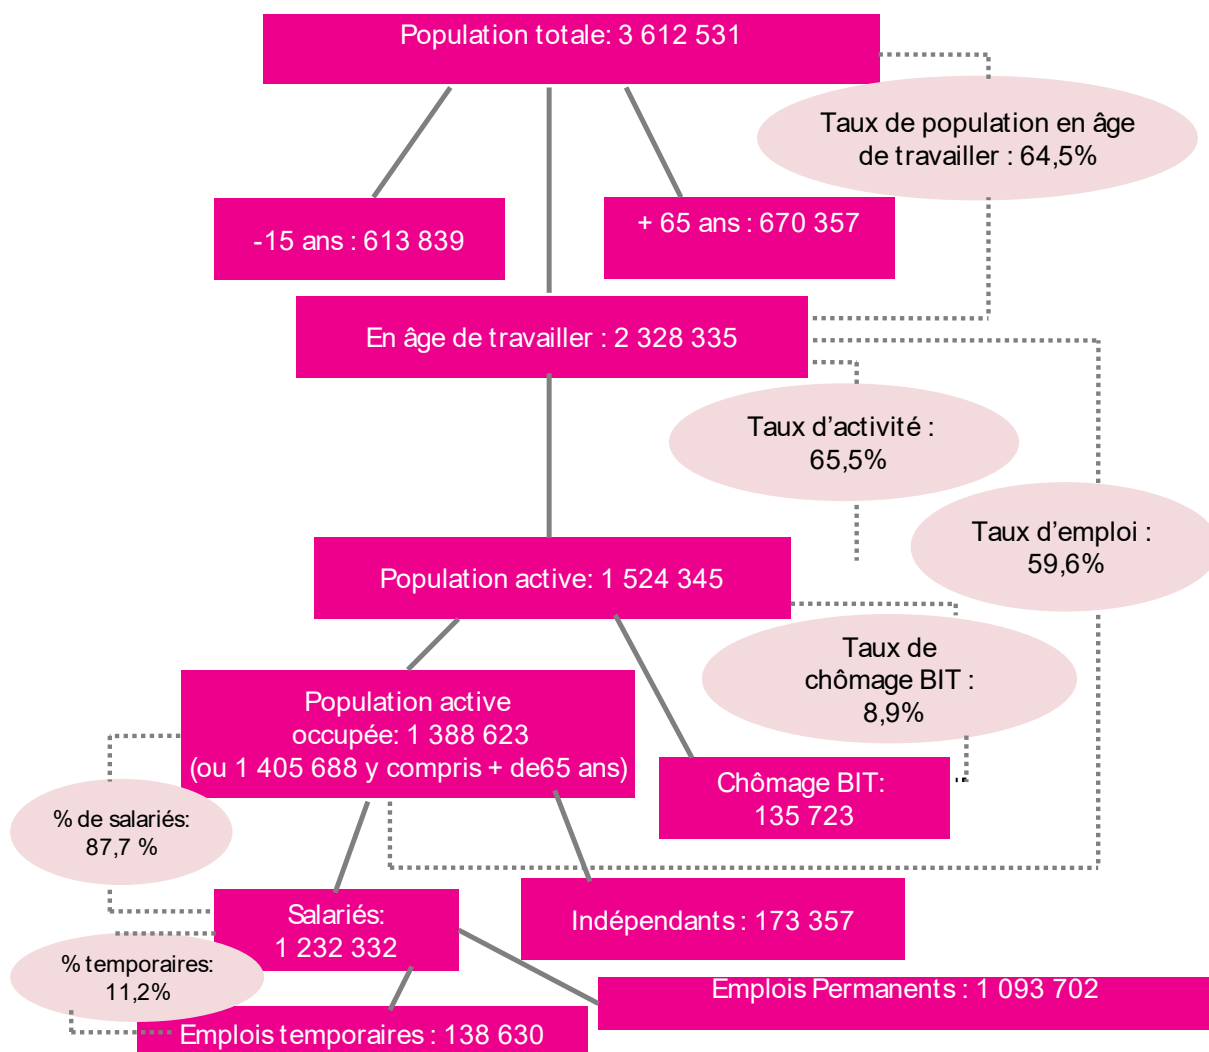 Population totale: 3 612 531
Taux de population en âge
de travailler : 64,5%
-15 ans : 613 839
+ 65 ans : 670 357
En âge de travailler : 2 328 335
Taux d’activité :
65,5%
Taux d’emploi :
59,6%
Population active: 1 524 345
Taux de
chômage BIT :
8,9%
Population active
occupée: 1 388 623
(ou 1 405 688 y compris + de65 ans)
Chômage BIT:
135 723
% de salariés:
87,7 %
Salariés:
1 232 332
Indépendants : 173 357
% temporaires:
11,2%
Emplois Permanents : 1 093 702
Emplois temporaires : 138 630